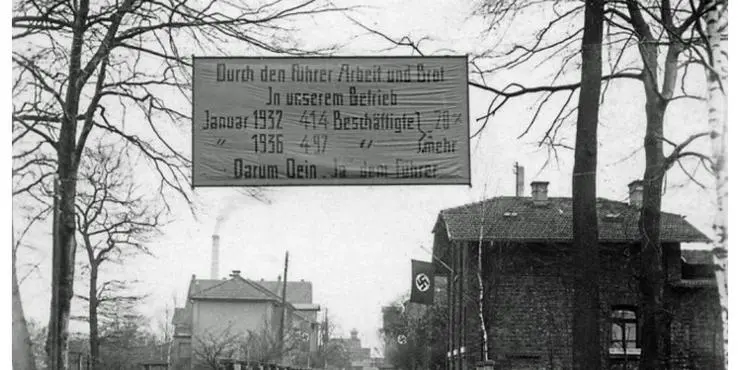 Durch den Führer Arbeit und Brot
In unserem Betrieb
Januar 1932 414 Beschäftigte
" 1936 497 " mehr
Darum Dein „Ja" dem Führer